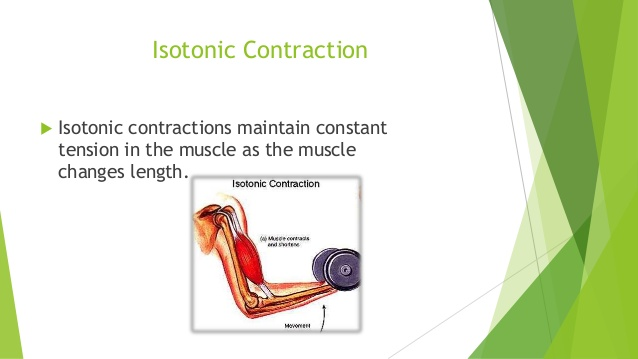 Isotonic Contraction
Isotonic contractions maintain constant
tension in the muscle as the muscle
changes length.
Isotonic Contraction
(a) Muscle contracts
and shortens
Movement